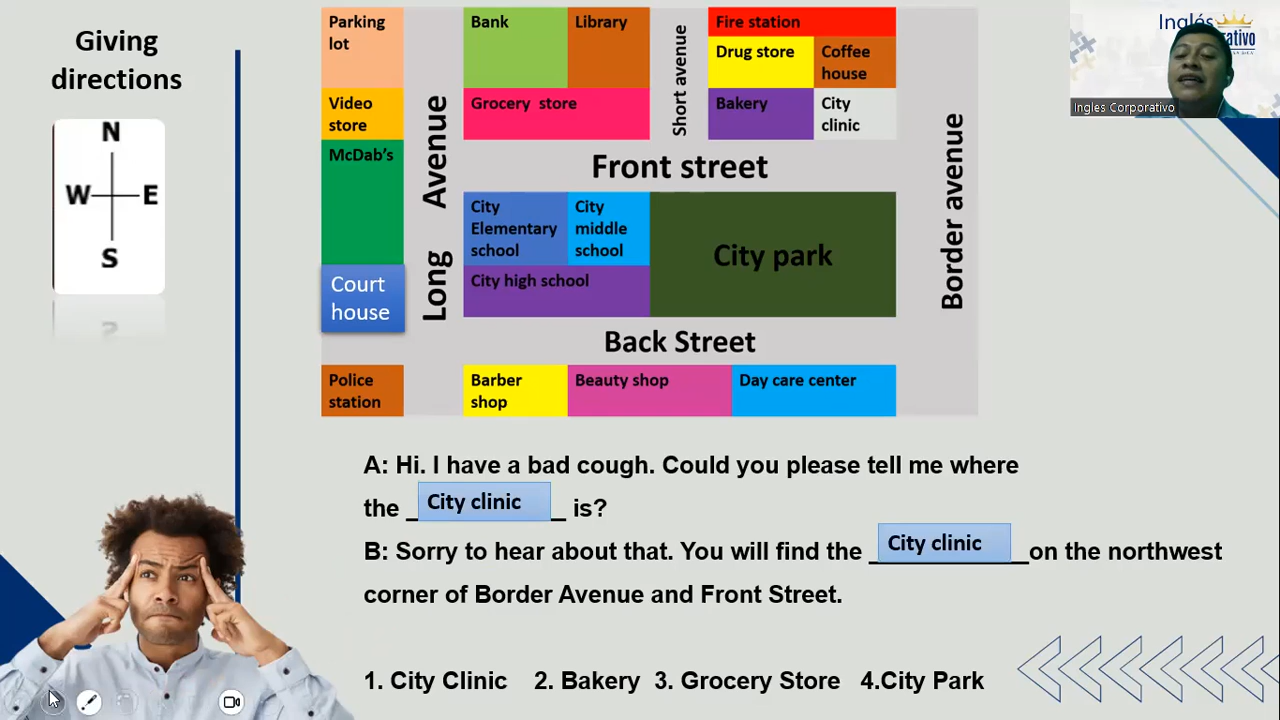 Giving
directions
N
W E
S
?
Parking
lot
Video
store
McDab's
Court
house
Police
station
Long Avenue
Bank
Library
Grocery store
Short avenue
Fire station
Drug store
Coffee
house
Bakery
City
clinic
Front street
City
Elementary
school
City
middle
school
City high school
City park
Border avenue
Back Street
Barber
shop
Beauty shop
Day care center
Inglés
Ingles Corporativo
A: Hi. I have a bad cough. Could you please tell me where
the _City clinic_ is?
B: Sorry to hear about that. You will find the _City clinic_on the northwest
corner of Border Avenue and Front Street.
1. City Clinic 2. Bakery 3. Grocery Store 4.City Park